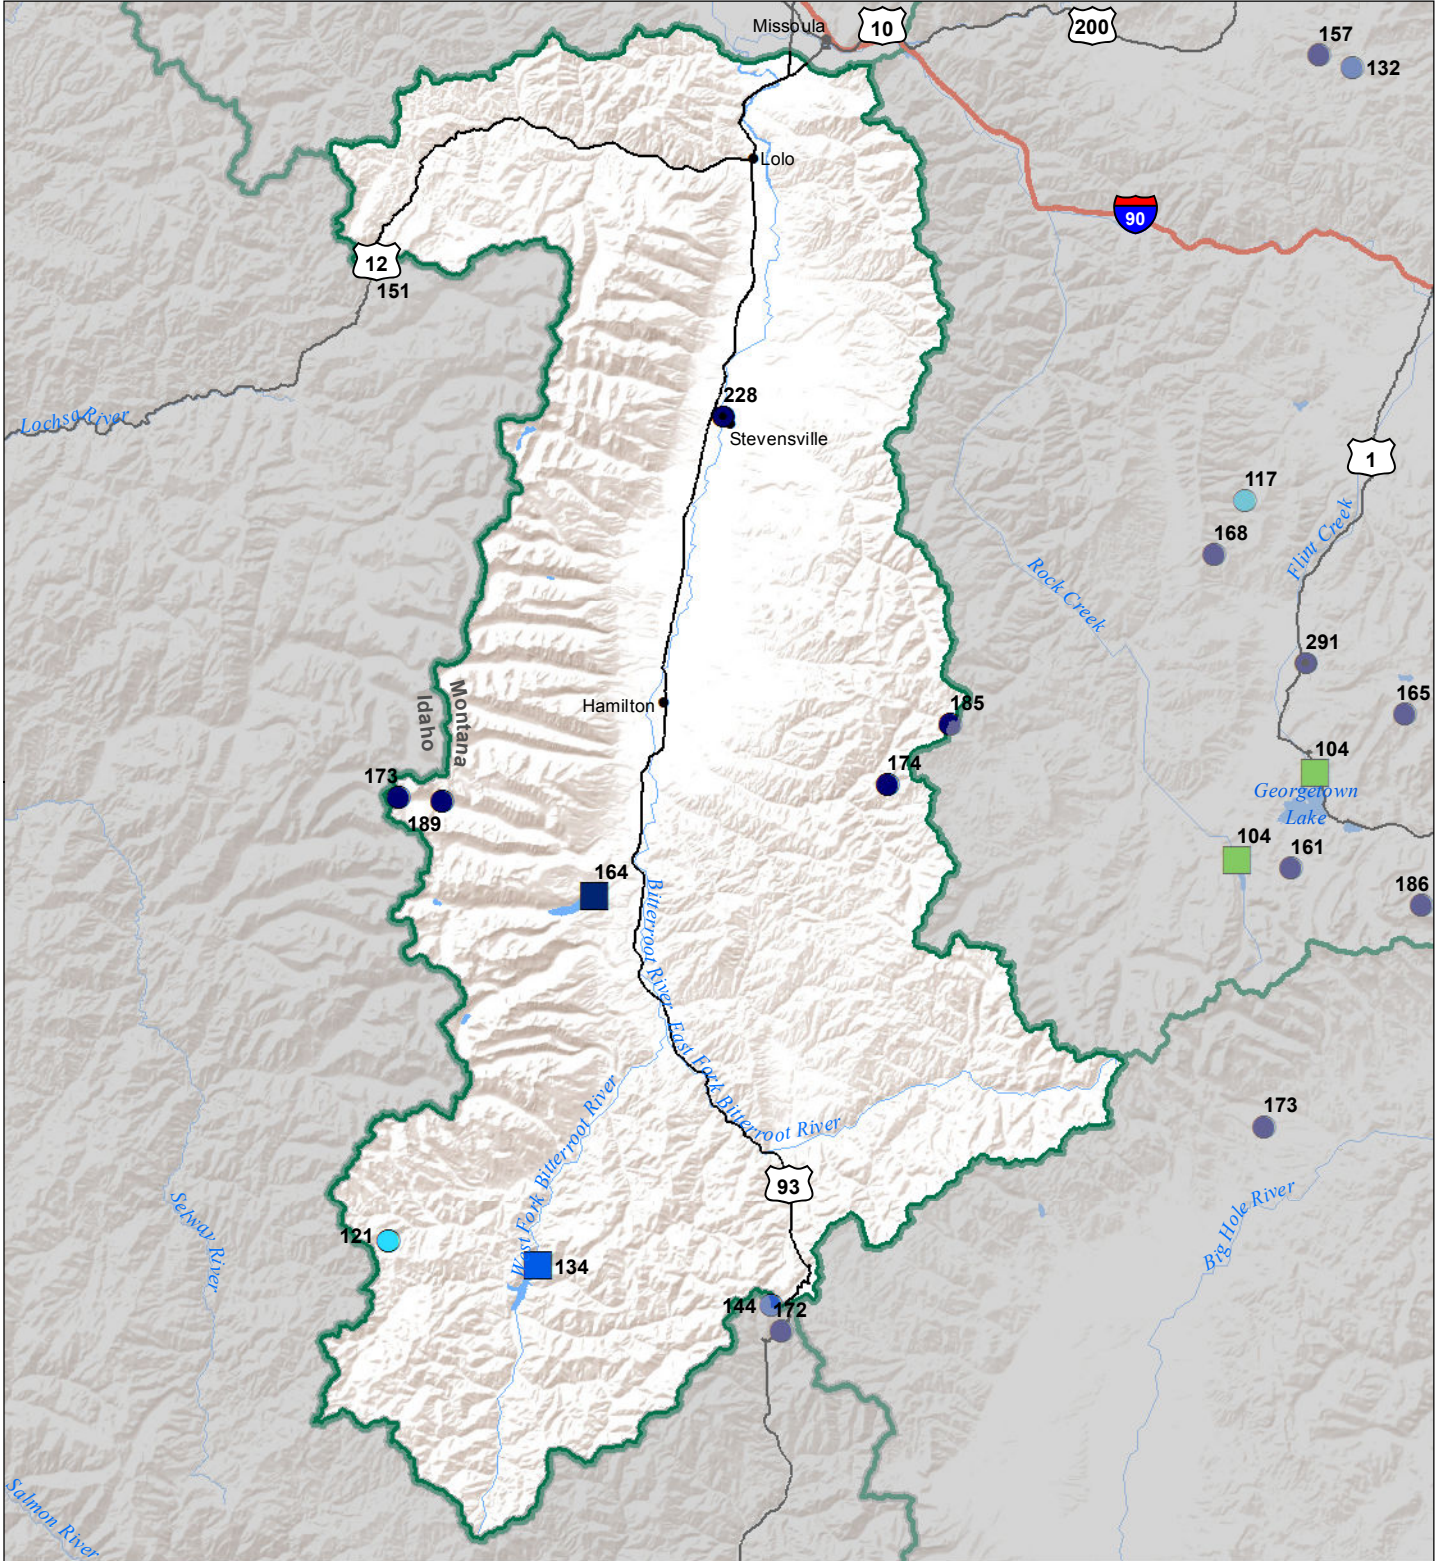 Missoula
10
200
157
132
Lolo
90
12
151
Lochsa River
228
Stevensville
1
117
168
Flint Creek
Rock Creek
291
165
Montana
Idaho
Hamilton
185
174
173
189
104
Georgetown
Lake
104
161
186
164
Bitterroot River
East Fork Bitterroot River
West Fork Bitterroot River
173
93
Selway River
Big Hole River
121
134
144
172
Salmon River